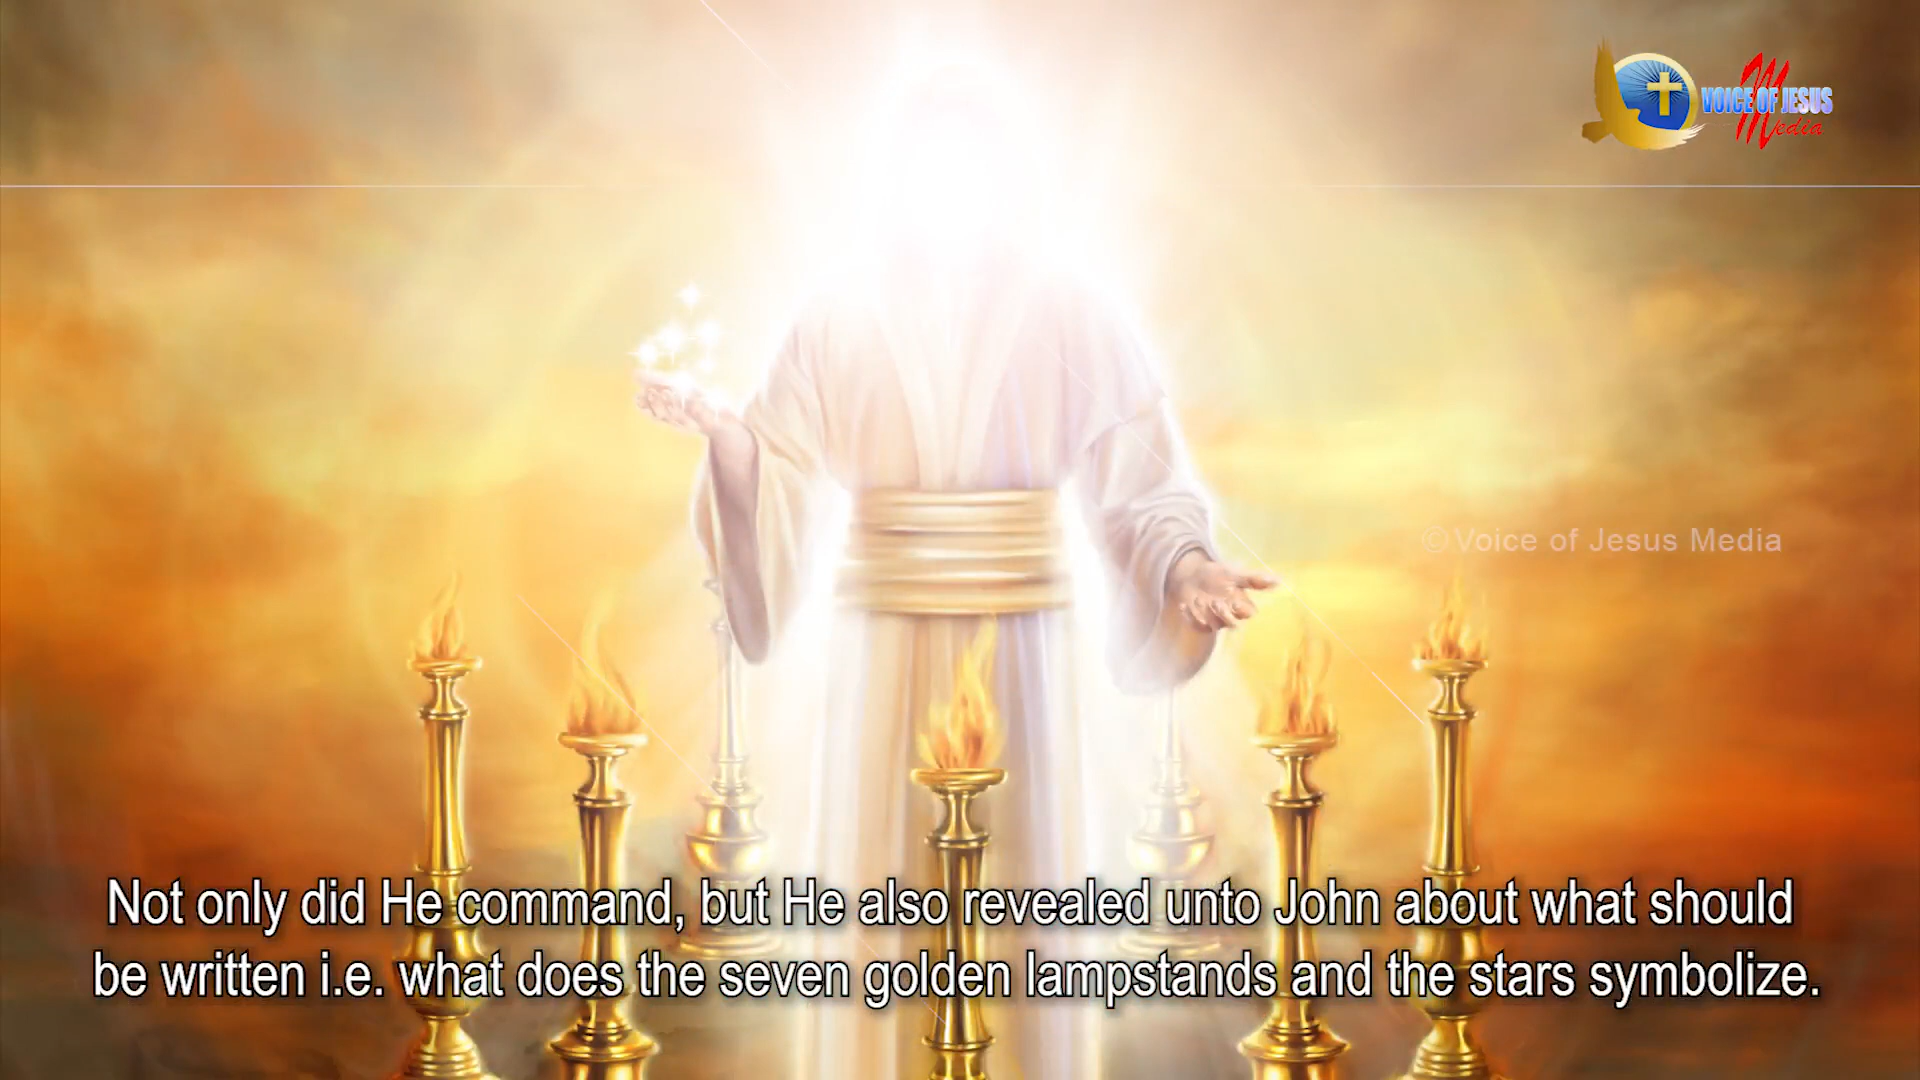 VOICE OF JESUS
Media
©Voice of Jesus Media
Not only did He command, but He also revealed unto John about what should
be written i.e. what does the seven golden lampstands and the stars symbolize.